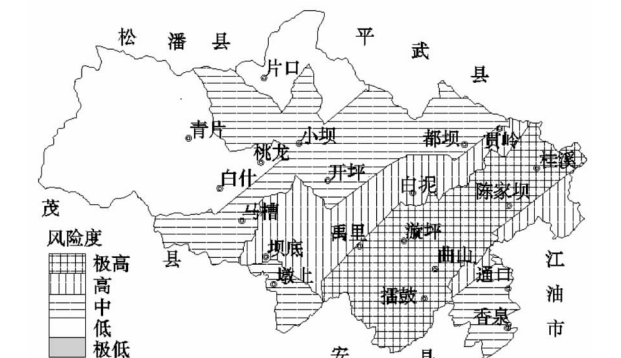 松潘县
平武县
片口
青片
小坝
都坝
贯岭
桂溪
桃龙
白什
开坪
白坭
陈家坝
茂县
马槽
禹里
漩坪
坝底
曲山
墩上
通口
擂鼓
香泉
江油市
安县
风险度
极高
高
中
低
极低